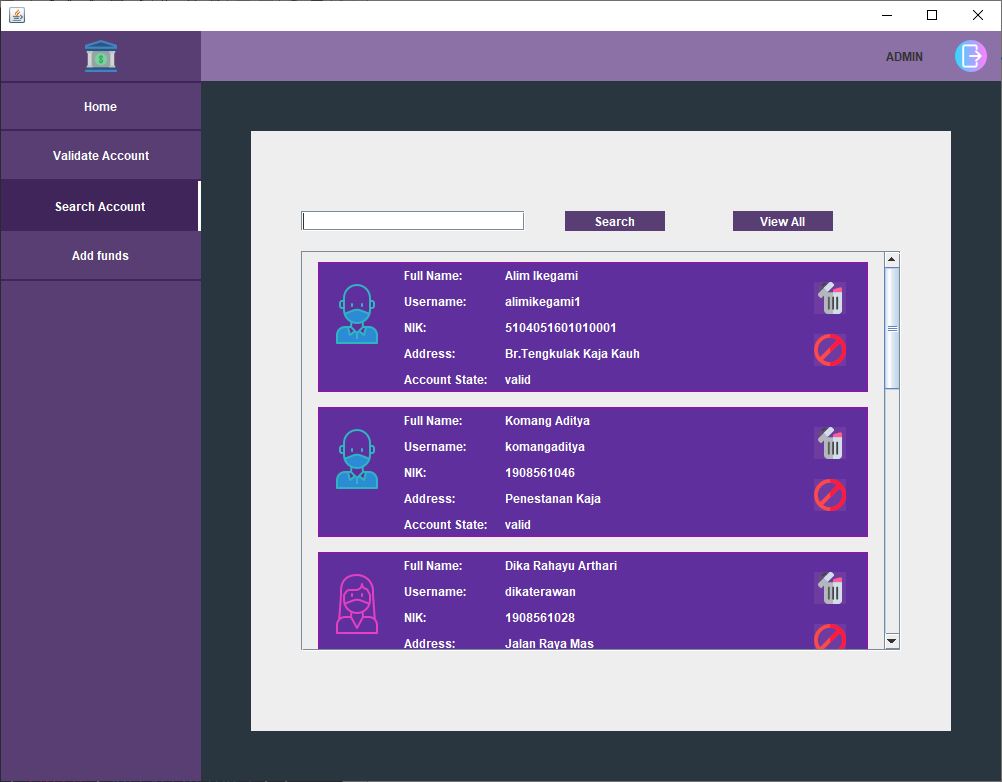 ADMIN
Home
Validate Account
Search Account
Add funds
Search View All
Full Name: Alim Ikegami
Username: alimikegami1
NIK: 5104051601010001
Address: Br.Tengkulak Kaja Kauh
Account State: valid
Full Name: Komang Aditya
Username: komangaditya
NIK: 1908561046
Address: Penestanan Kaja
Account State: valid
Full Name: Dika Rahayu Arthari
Username: dikaterawan
NIK: 1908561028
Address: Jalan Raya Mas